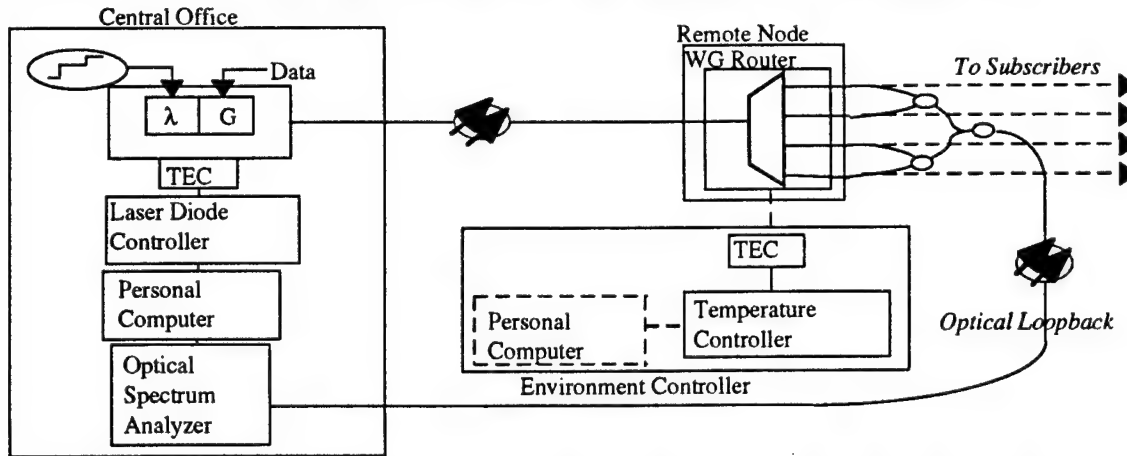 Central Office
Data
λ G
TEC
Laser Diode
Controller
Personal
Computer
Optical
Spectrum
Analyzer
Remote Node
WG Router
To Subscribers
TEC
Temperature
Controller
Personal
Computer
Environment Controller
Optical Loopback